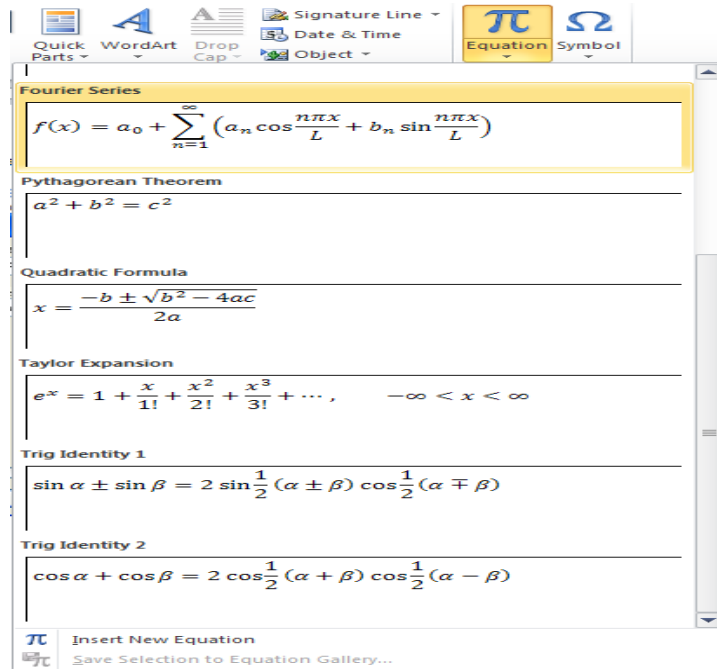 Quick Parts
WordArt
Drop Cap
Signature Line
Date & Time
Object
Equation
Symbol
Fourier Series
f(x) = a₀ + ∑_{n=1}^{∞} (aₙ cos nπx/L + bₙ sin nπx/L)
Pythagorean Theorem
a² + b² = c²
Quadratic Formula
x = (−b ± √(b² − 4ac))/2a
Taylor Expansion
eˣ = 1 + x/1! + x²/2! + x³/3! + ⋯, −∞ < x < ∞
Trig Identity 1
sin α ± sin β = 2 sin 1/2 (α ± β) cos 1/2 (α ∓ β)
Trig Identity 2
cos α + cos β = 2 cos 1/2 (α + β) cos 1/2 (α − β)
π Insert New Equation
π Save Selection to Equation Gallery...